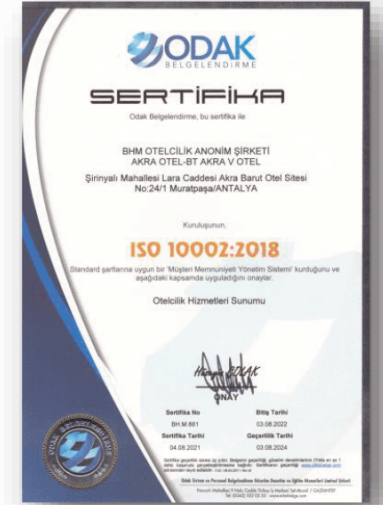 ODAK
BELGELENDİRME
SERTİFİKA
Odak Belgelendirme, bu sertifika ile
BHM OTELCİLİK ANONİM ŞİRKETİ
AKRA OTEL-BT AKRA V OTEL
Şirinyalı Mahallesi Lara Caddesi Akra Barut Otel Sitesi
No:24/1 Muratpaşa/ANTALYA
Kuruluşunun,
ISO 10002:2018
Standard şartlarına uygun bir 'Müşteri Memnuniyeti Yönetim Sistemi' kurduğunu ve
aşağıdaki kapsamda uyguladığını onaylar.
Otelcilik Hizmetleri Sunumu
ONAY
Sertifika No Bitiş Tarihi
BH.M.881 03.08.2022
Sertifika Tarihi Geçerlilik Tarihi
04.08.2021 03.08.2024